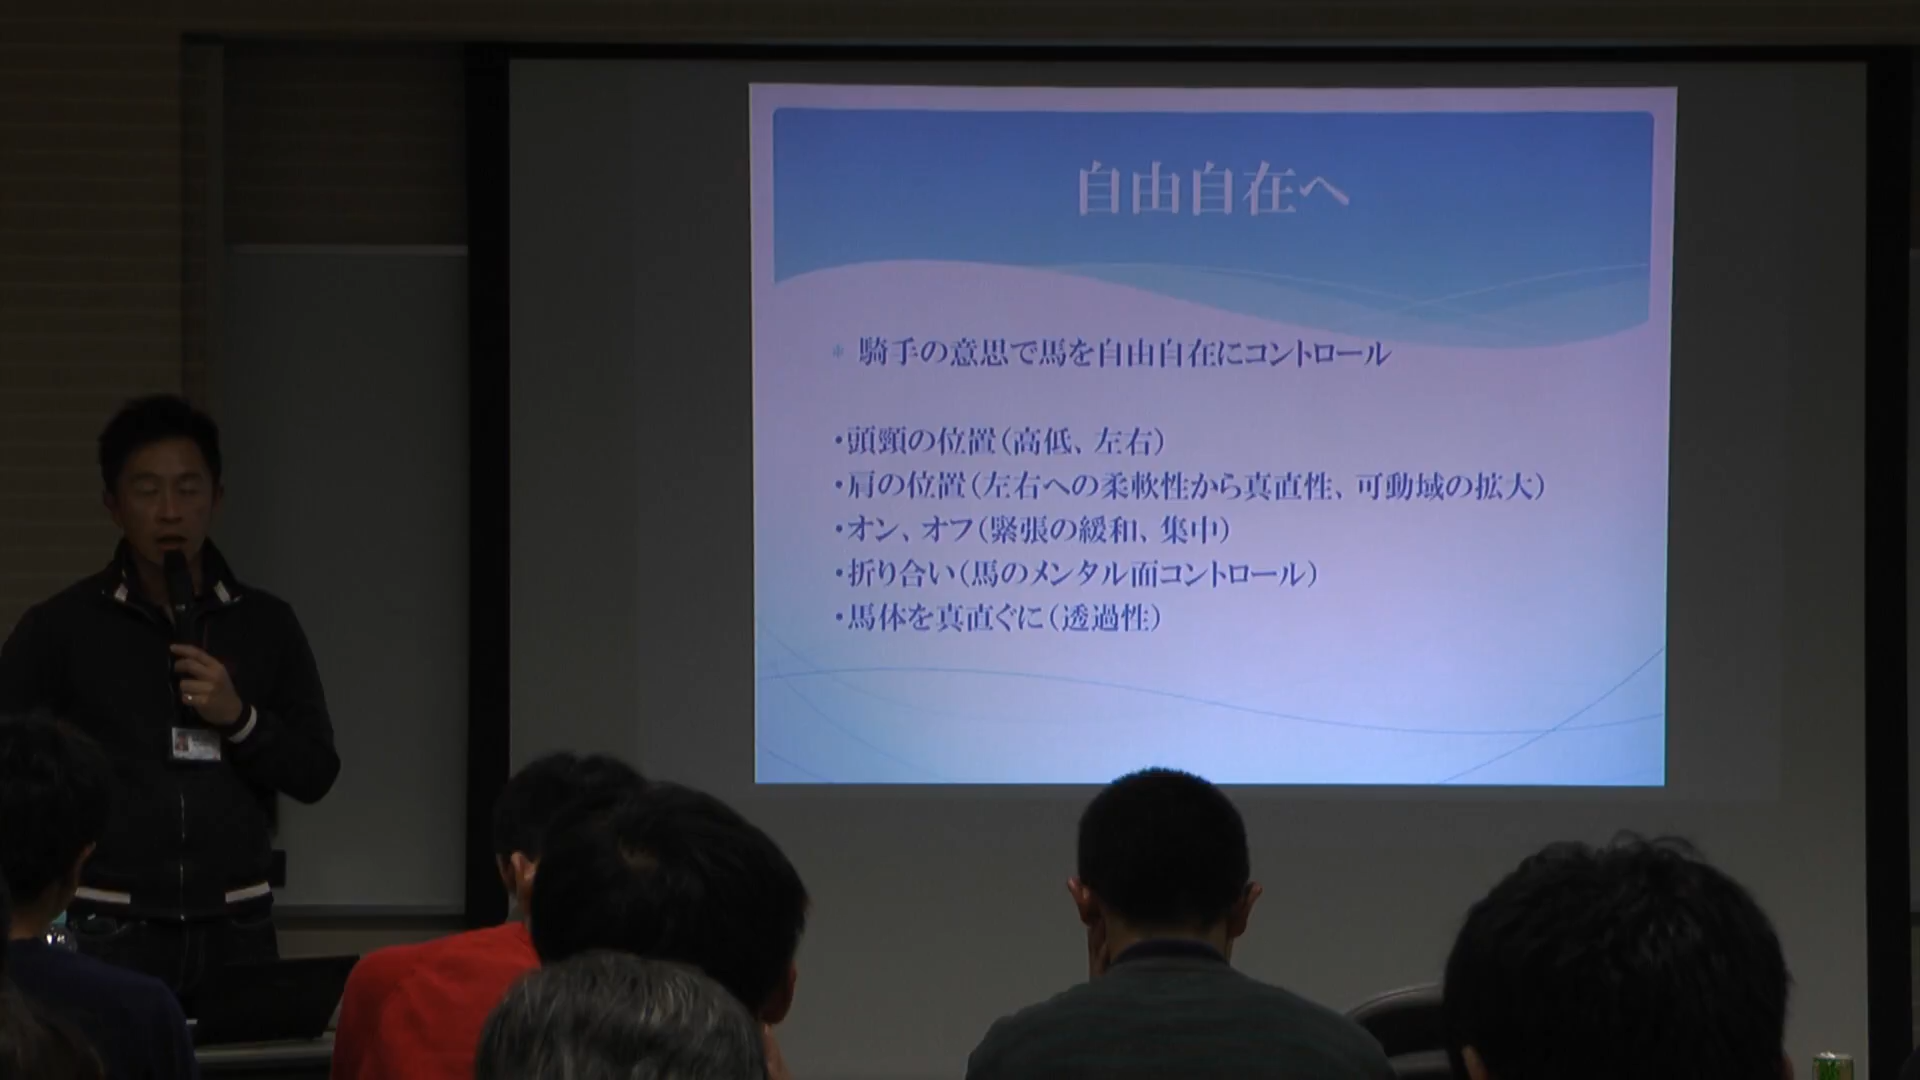 自由自在へ
騎手の意思で馬を自由自在にコントロール
・頭頸の位置(高低、左右)
・肩の位置(左右への柔軟性から真直性、可動域の拡大)
・オン、オフ(緊張の緩和、集中)
・折り合い(馬のメンタル面コントロール)
・馬体を真直ぐに(透過性)